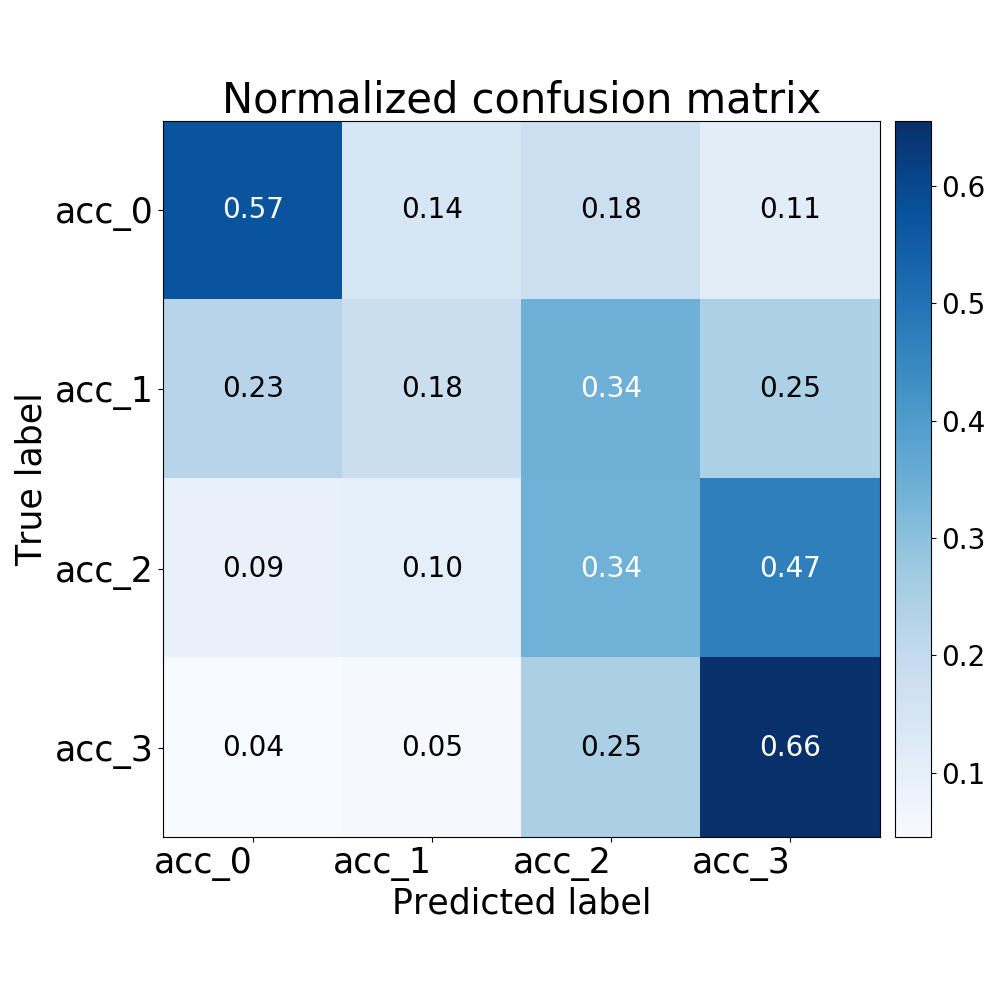 Normalized confusion matrix
acc_0 0.57 0.14 0.18 0.11
acc_1 0.23 0.18 0.34 0.25
acc_2 0.09 0.10 0.34 0.47
acc_3 0.04 0.05 0.25 0.66
acc_0 acc_1 acc_2 acc_3
Predicted label
True label
0.6
0.5
0.4
0.3
0.2
0.1